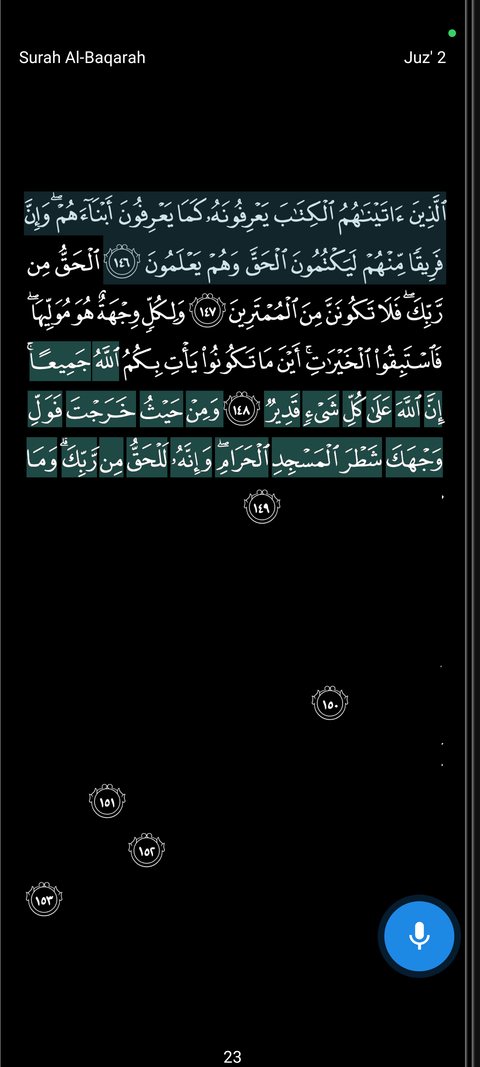 Surah Al-Baqarah
Juz' 2
ٱلَّذِينَ ءَاتَيْنَٰهُمُ ٱلْكِتَٰبَ يَعْرِفُونَهُۥ كَمَا يَعْرِفُونَ أَبْنَآءَهُمْ ۖ وَإِنَّ
فَرِيقًا مِّنْهُمْ لَيَكْتُمُونَ ٱلْحَقَّ وَهُمْ يَعْلَمُونَ ١٤٦ ٱلْحَقُّ مِن
رَّبِّكَ ۖ فَلَا تَكُونَنَّ مِنَ ٱلْمُمْتَرِينَ ١٤٧ وَلِكُلٍّ وِجْهَةٌ هُوَ مُوَلِّيهَا ۖ
فَٱسْتَبِقُوا۟ ٱلْخَيْرَٰتِ ۚ أَيْنَ مَا تَكُونُوا۟ يَأْتِ بِكُمُ ٱللَّهُ جَمِيعًا ۚ
إِنَّ ٱللَّهَ عَلَىٰ كُلِّ شَىْءٍ قَدِيرٌ ١٤٨ وَمِنْ حَيْثُ خَرَجْتَ فَوَلِّ
وَجْهَكَ شَطْرَ ٱلْمَسْجِدِ ٱلْحَرَامِ ۖ وَإِنَّهُۥ لَلْحَقُّ مِن رَّبِّكَ ۗ وَمَا
١٤٩
١٥٠
١٥١
١٥٢
١٥٣
23